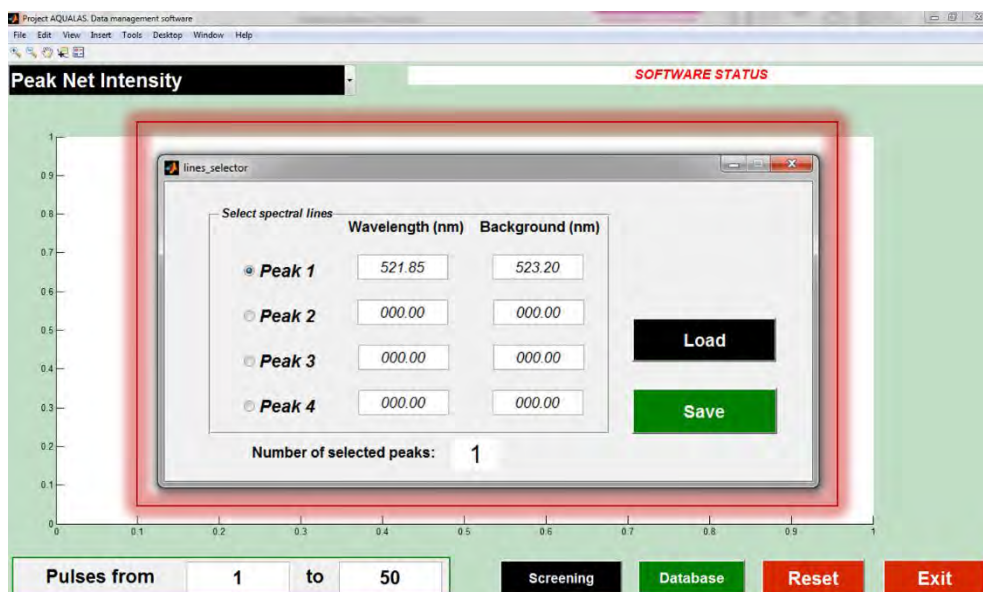 Project AQUALAS. Data management software
File Edit View Insert Tools Desktop Window Help
Peak Net Intensity
SOFTWARE STATUS
lines_selector
Select spectral lines
Wavelength (nm) Background (nm)
Peak 1 521.85 523.20
Peak 2 000.00 000.00
Peak 3 000.00 000.00
Peak 4 000.00 000.00
Load
Save
Number of selected peaks: 1
1
0.9
0.8
0.7
0.6
0.5
0.4
0.3
0.2
0.1
0
0 0.1 0.2 0.3 0.4 0.5 0.6 0.7 0.8 0.9 1
Pulses from 1 to 50
Screening Database Reset Exit